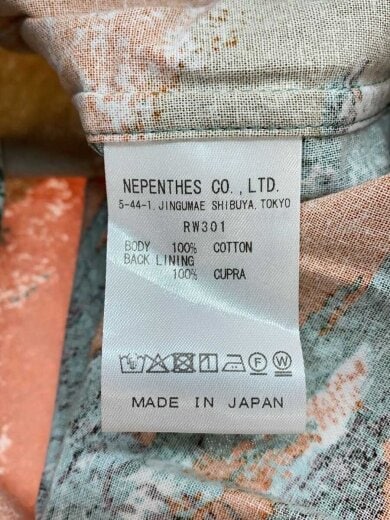 NEPENTHES CO.,LTD.
5-44-1, JINGUMAE SHIBUYA, TOKYO
RW301
BODY 100% COTTON
BACK LINING
100% CUPRA
F W
MADE IN JAPAN